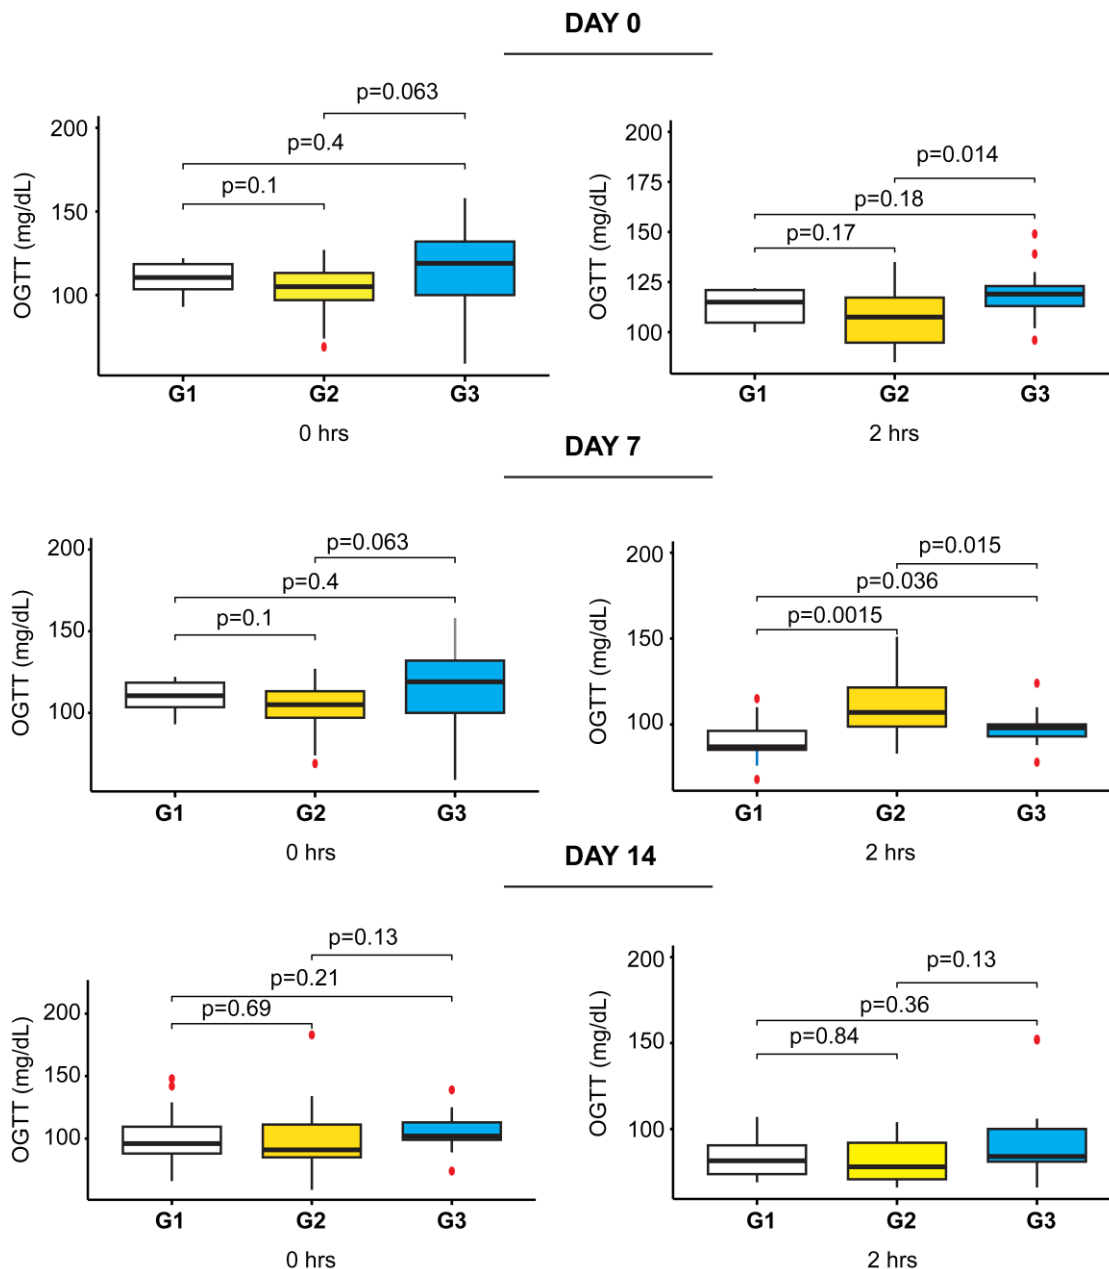 DAY 0
p=0.063
p=0.4
p=0.1
200
150
100
OGTT (mg/dL)
G1 G2 G3
0 hrs
p=0.014
p=0.18
p=0.17
200
175
150
125
100
OGTT (mg/dL)
G1 G2 G3
2 hrs
DAY 7
p=0.063
p=0.4
p=0.1
200
150
100
OGTT (mg/dL)
G1 G2 G3
0 hrs
p=0.015
p=0.036
p=0.0015
200
150
100
OGTT (mg/dL)
G1 G2 G3
2 hrs
DAY 14
p=0.13
p=0.21
p=0.69
200
150
100
OGTT (mg/dL)
G1 G2 G3
0 hrs
p=0.13
p=0.36
p=0.84
200
150
100
OGTT (mg/dL)
G1 G2 G3
2 hrs